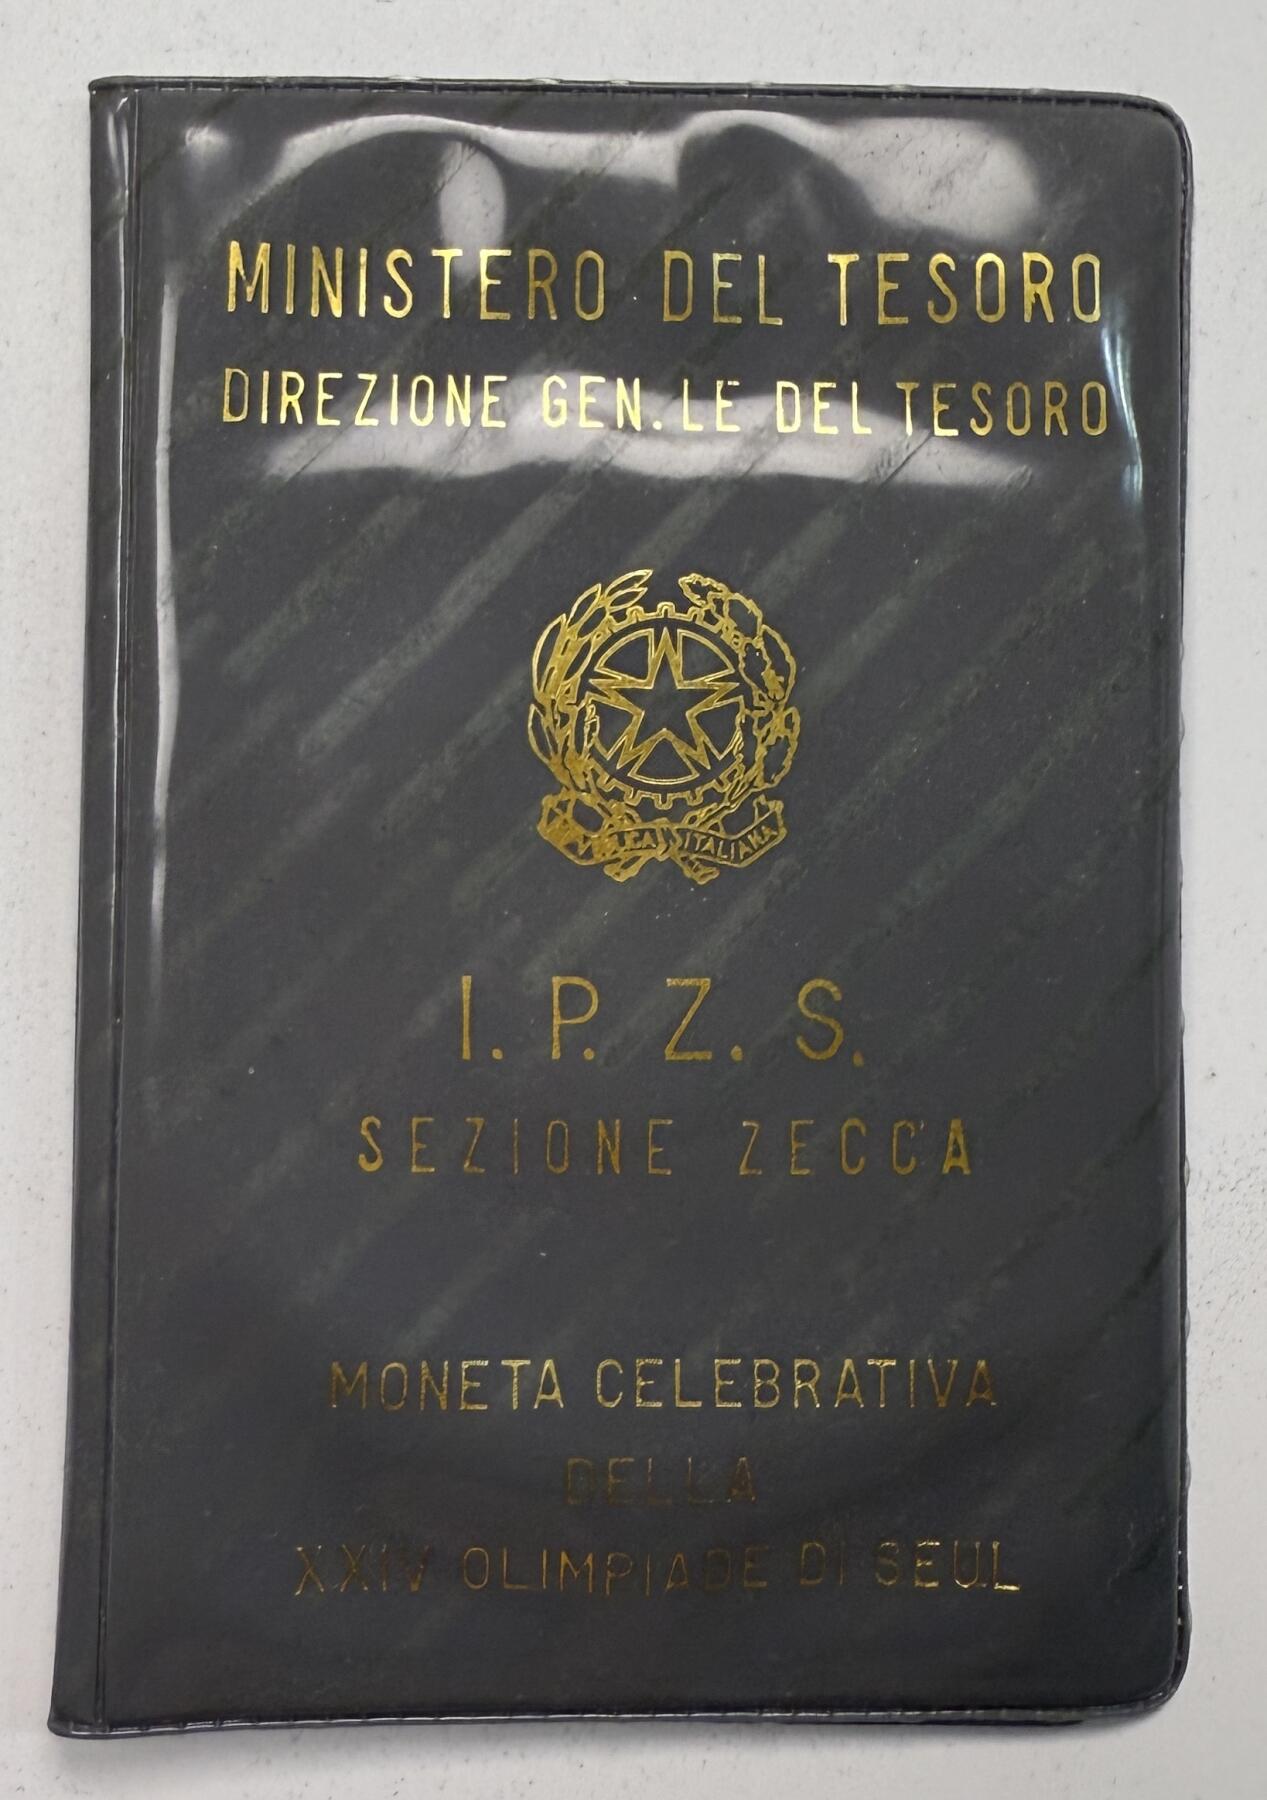 MINISTERO DEL TESORO
DIREZIONE GEN.LE DEL TESORO
ITALIANA
I. P. Z. S.
SEZIONE ZECCA
MONETA CELEBRATIVA
DELLA
XXIV OLIMPIADE DI SEUL